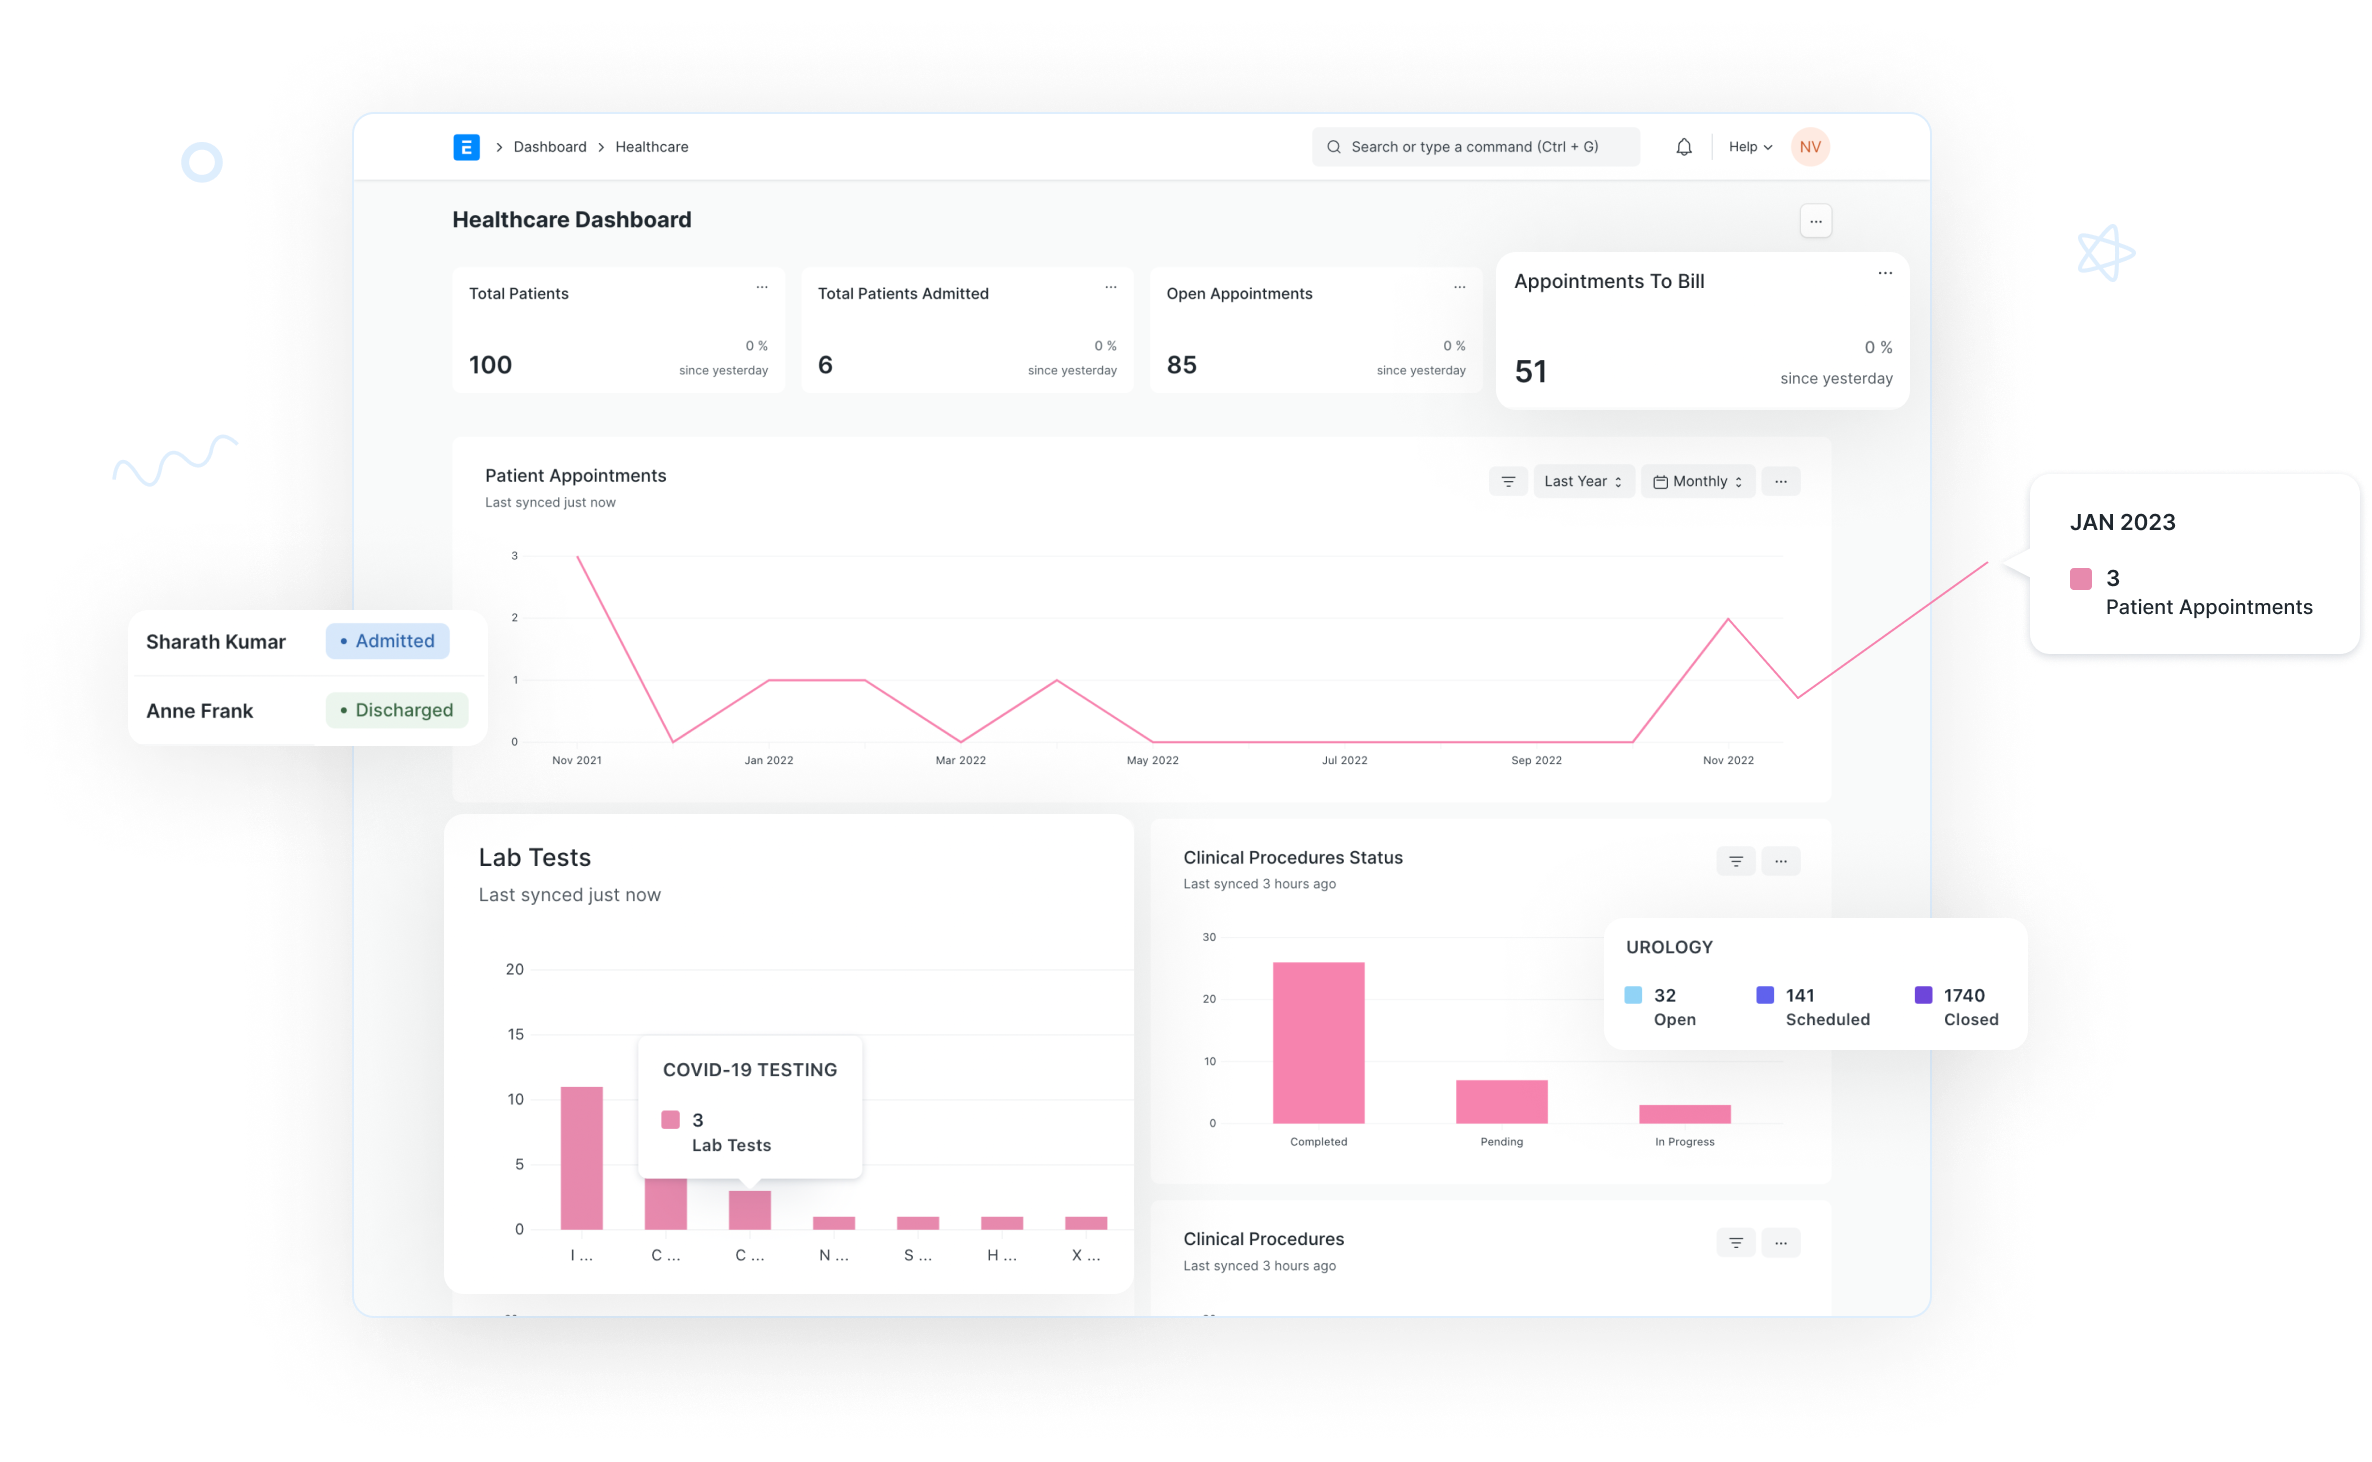 E
Dashboard
Healthcare
Search or type a command (Ctrl + G)
Help
NV
Healthcare Dashboard
...
Total Patients
...
100
0 %
since yesterday
Total Patients Admitted
...
6
0 %
since yesterday
Open Appointments
...
85
0 %
since yesterday
Appointments To Bill
...
51
0 %
since yesterday
Patient Appointments
Last synced just now
Last Year
Monthly
...
3
2
1
0
Nov 2021
Jan 2022
Mar 2022
May 2022
Jul 2022
Sep 2022
Nov 2022
JAN 2023
3
Patient Appointments
Sharath Kumar
• Admitted
Anne Frank
• Discharged
Lab Tests
Last synced just now
20
15
10
5
0
COVID-19 TESTING
3
Lab Tests
I ...
C ...
C ...
N ...
S ...
H ...
X ...
Clinical Procedures Status
Last synced 3 hours ago
...
30
20
10
0
Completed
Pending
In Progress
UROLOGY
32
Open
141
Scheduled
1740
Closed
Clinical Procedures
Last synced 3 hours ago
...